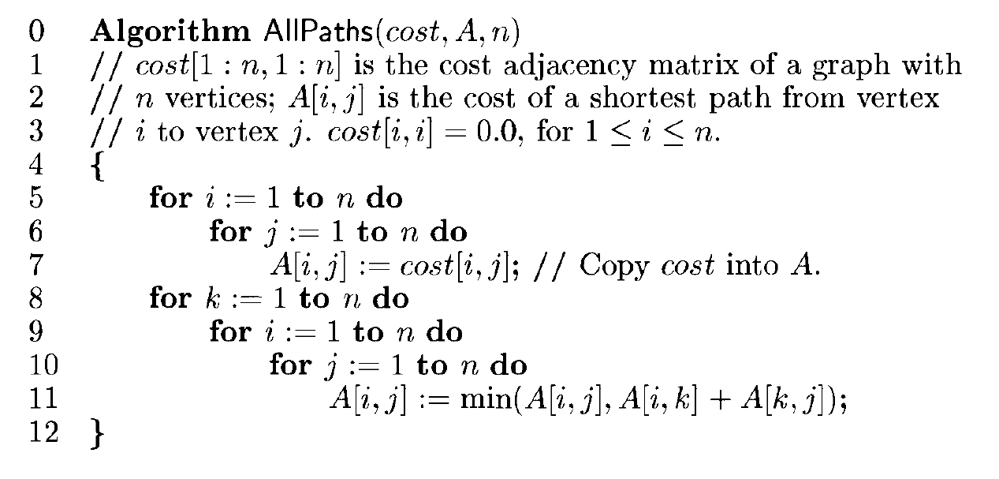 0 Algorithm AllPaths(cost, A, n)
1 // cost[1 : n, 1 : n] is the cost adjacency matrix of a graph with
2 // n vertices; A[i, j] is the cost of a shortest path from vertex
3 // i to vertex j. cost[i, i] = 0.0, for 1 ≤ i ≤ n.
4 {
5 for i := 1 to n do
6 for j := 1 to n do
7 A[i, j] := cost[i, j]; // Copy cost into A.
8 for k := 1 to n do
9 for i := 1 to n do
10 for j := 1 to n do
11 A[i, j] := min(A[i, j], A[i, k] + A[k, j]);
12 }